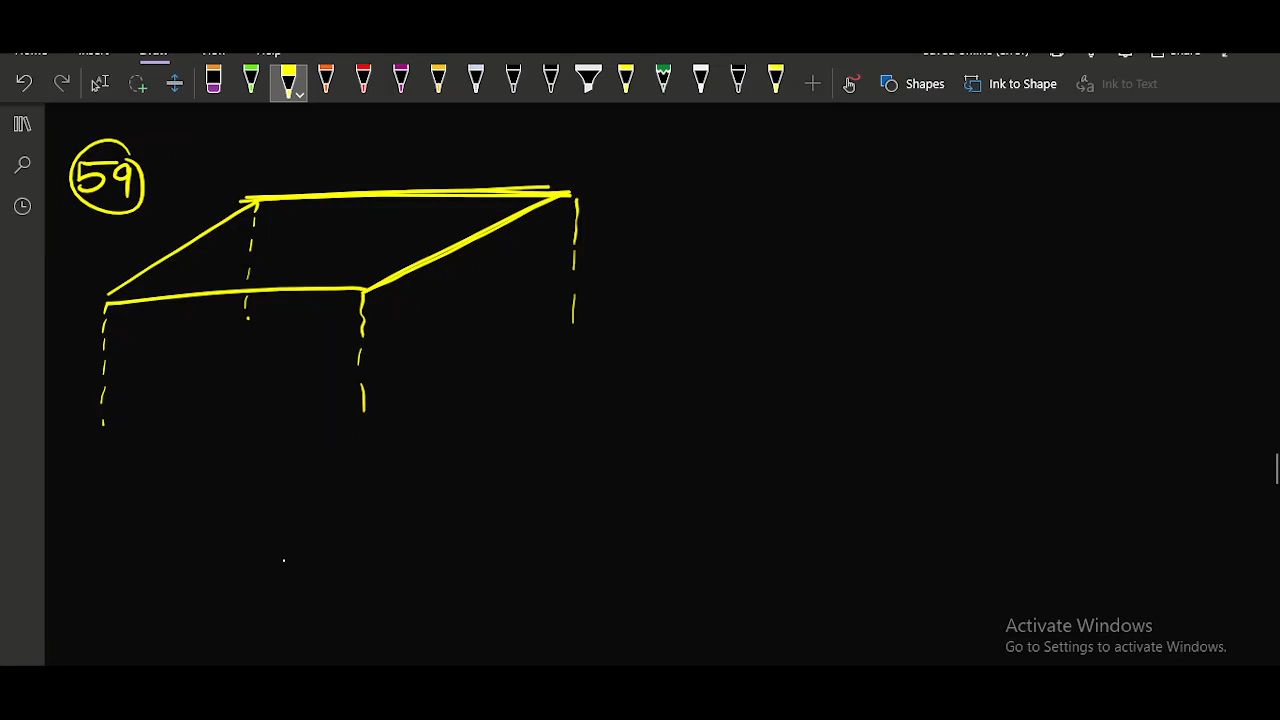 Shapes Ink to Shape Ink to Text
59
Activate Windows
Go to Settings to activate Windows.